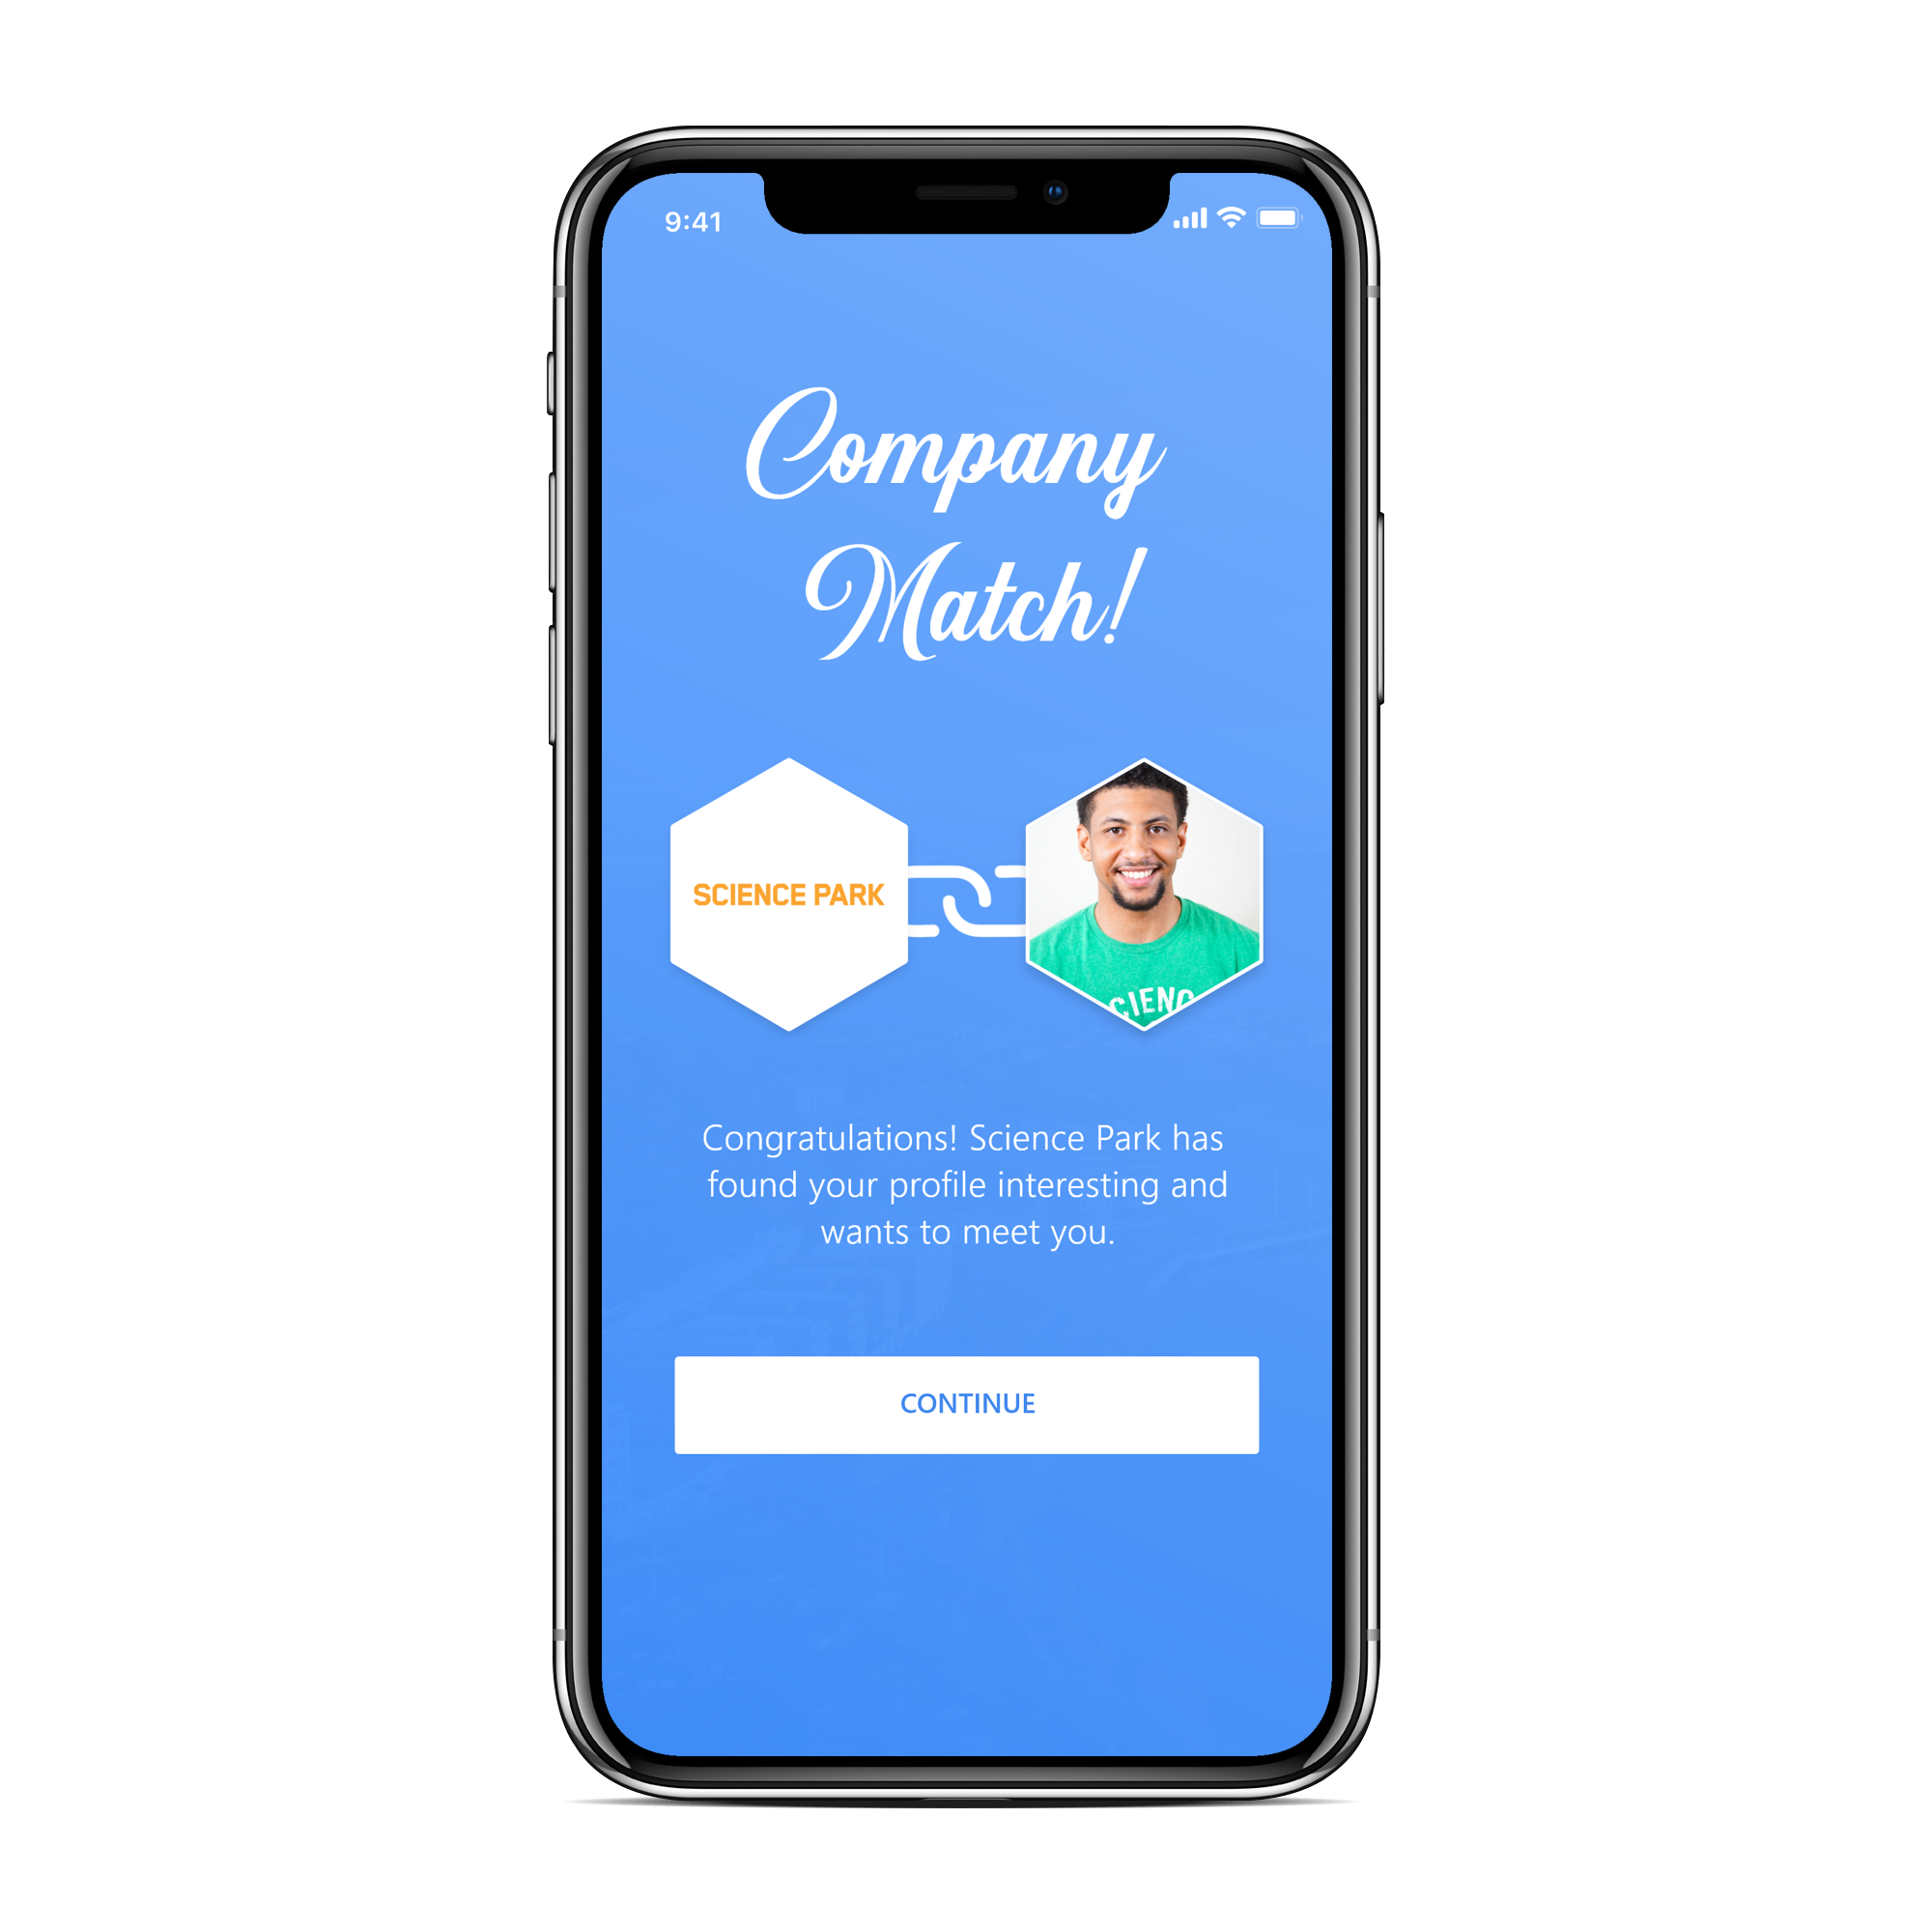 9:41
Company
Match!
SCIENCE PARK
CIENC
Congratulations! Science Park has
found your profile interesting and
wants to meet you.
CONTINUE